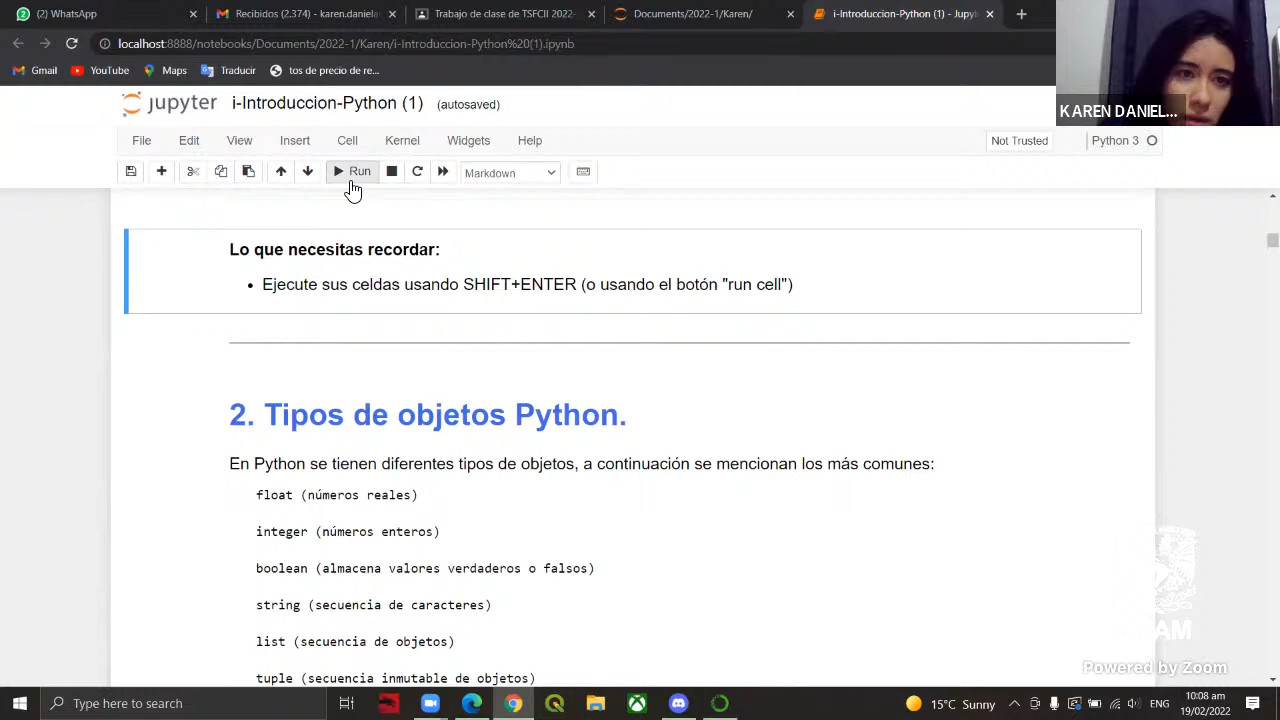 (2) WhatsApp
Recibidos (2.374) - karen.daniela
Trabajo de clase de TSFCII 2022-
Documents/2022-1/Karen/
i-Introduccion-Python (1) - Jupyt
localhost:8888/notebooks/Documents/2022-1/Karen/i-Introduccion-Python%20(1).ipynb
Gmail
YouTube
Maps
Traducir
tos de precio de re...
KAREN DANIEL...
jupyter i-Introduccion-Python (1) (autosaved)
File Edit View Insert Cell Kernel Widgets Help
Not Trusted
Python 3
Run
Markdown
Lo que necesitas recordar:
• Ejecute sus celdas usando SHIFT+ENTER (o usando el botón "run cell")
2. Tipos de objetos Python.
En Python se tienen diferentes tipos de objetos, a continuación se mencionan los más comunes:
float (números reales)
integer (números enteros)
boolean (almacena valores verdaderos o falsos)
string (secuencia de caracteres)
list (secuencia de objetos)
tuple (secuencia inmutable de objetos)
Powered by Zoom
Type here to search
15°C Sunny
ENG
10:08 am
19/02/2022